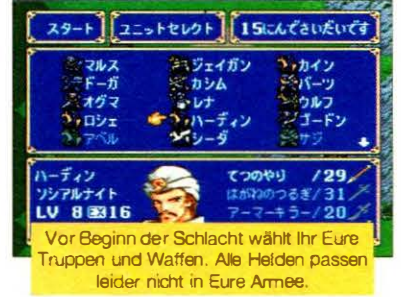 スタート ユニットセレクト 15にんでさいだいです
マルス ジェイガン カイン
ドーガ カシム バーツ
オグマ レナ ウルフ
ロシェ ハーディン ゴードン
アベル シーダ サジ
ハーディン てつのやり /29
ソシアルナイト はがねのつるぎ/31
LV 8 EX16 アーマーキラー/20
Vor Beginn der Schlacht wählt Ihr Eure
Truppen und Waffen. Alle Helden passen
leider nicht in Eure Armee.